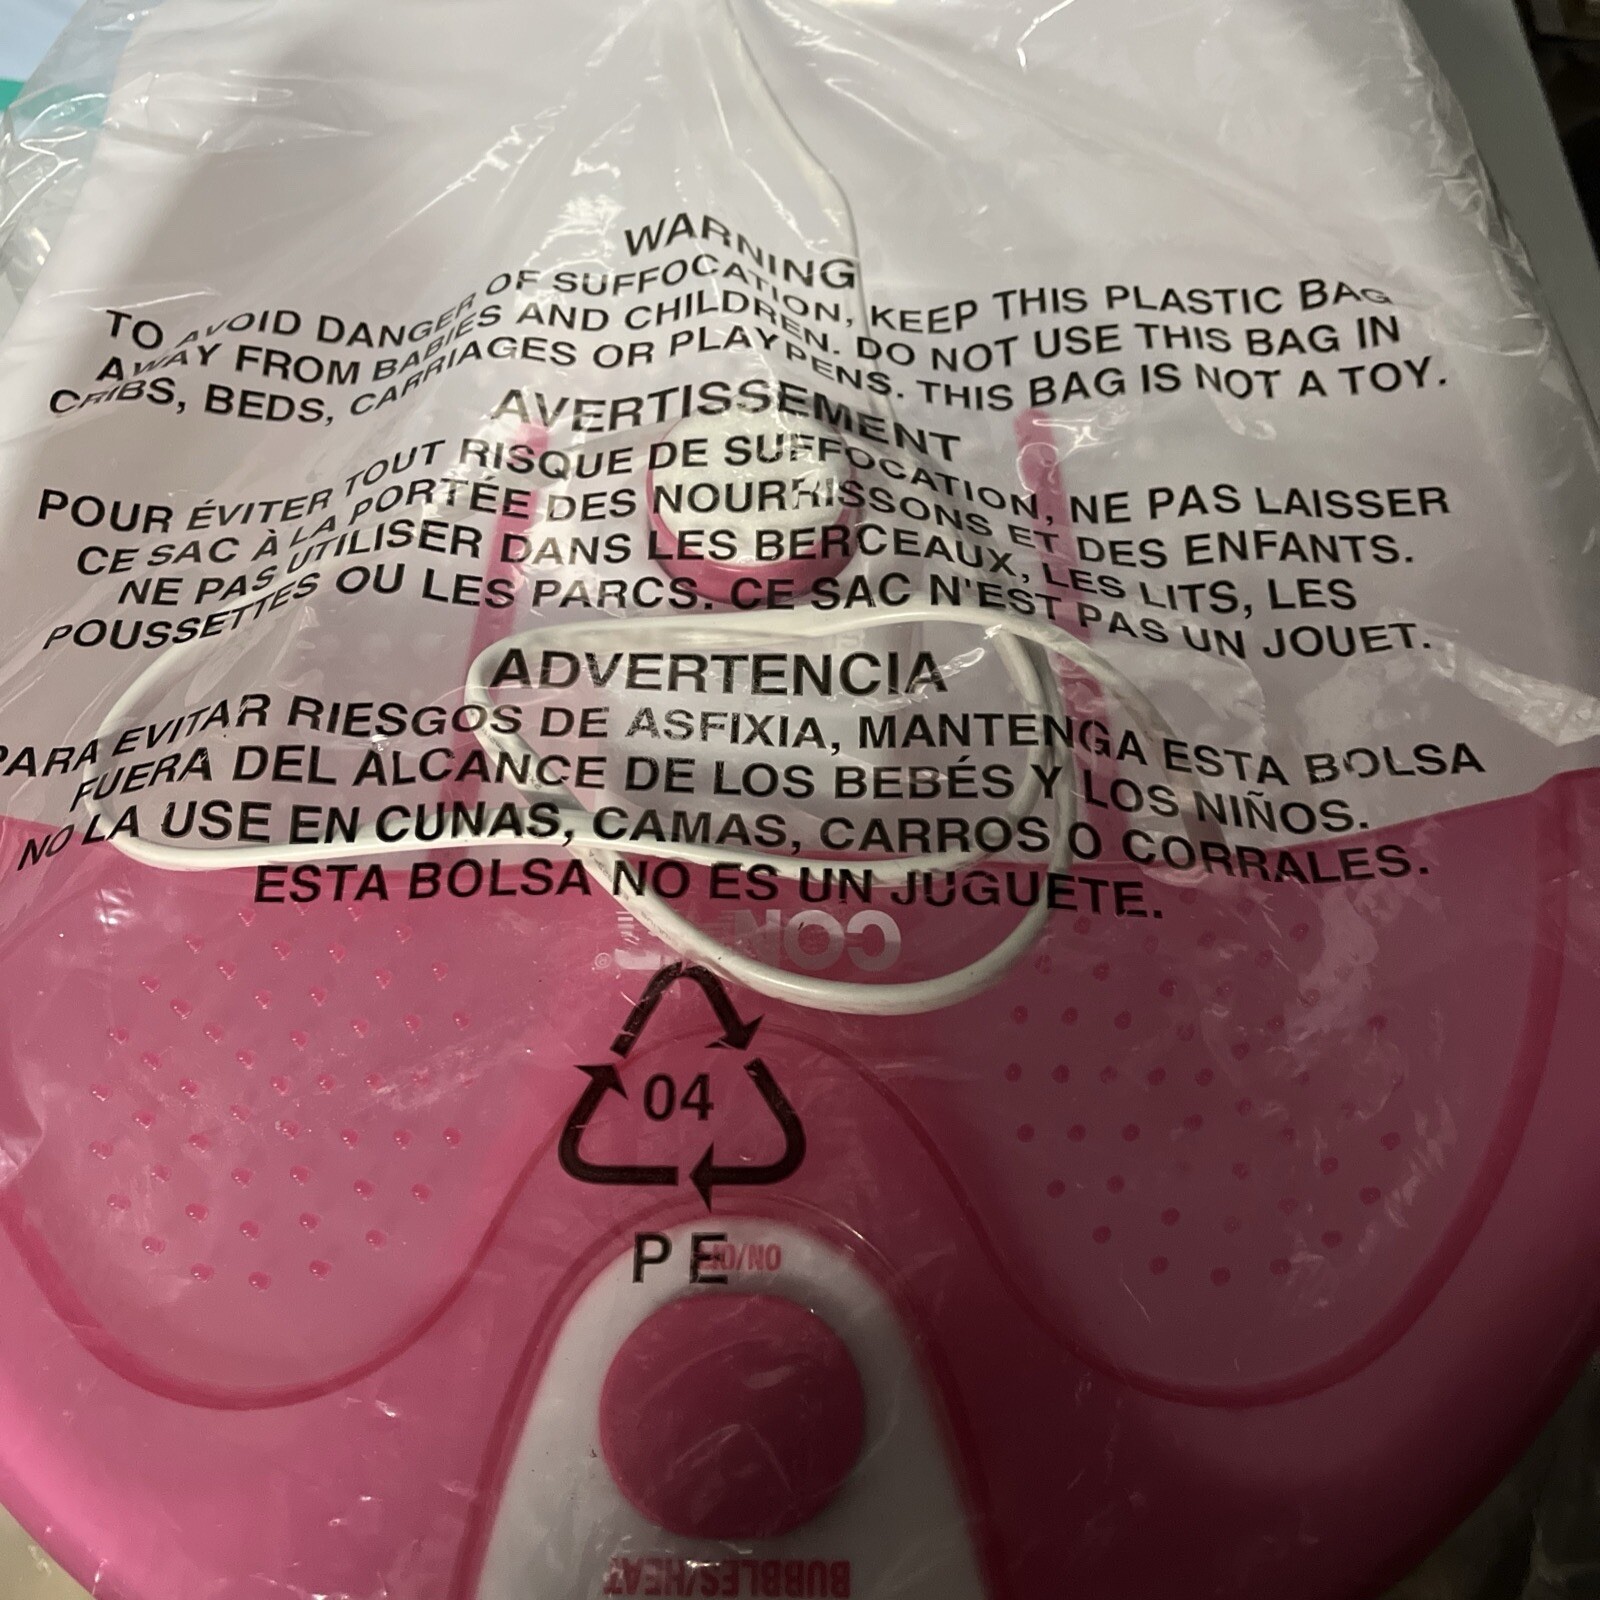 WARNING
TO AVOID DANGER OF SUFFOCATION, KEEP THIS PLASTIC BAG
AWAY FROM BABIES AND CHILDREN. DO NOT USE THIS BAG IN
CRIBS, BEDS, CARRIAGES OR PLAYPENS. THIS BAG IS NOT A TOY.
AVERTISSEMENT
POUR ÉVITER TOUT RISQUE DE SUFFOCATION, NE PAS LAISSER
CE SAC À LA PORTÉE DES NOURRISSONS ET DES ENFANTS.
NE PAS UTILISER DANS LES BERCEAUX, LES LITS, LES
POUSSETTES OU LES PARCS. CE SAC N'EST PAS UN JOUET.
ADVERTENCIA
PARA EVITAR RIESGOS DE ASFIXIA, MANTENGA ESTA BOLSA
FUERA DEL ALCANCE DE LOS BEBÉS Y LOS NIÑOS.
NO LA USE EN CUNAS, CAMAS, CARROS O CORRALES.
ESTA BOLSA NO ES UN JUGUETE.
04
PE
BUBBLES/HEAT